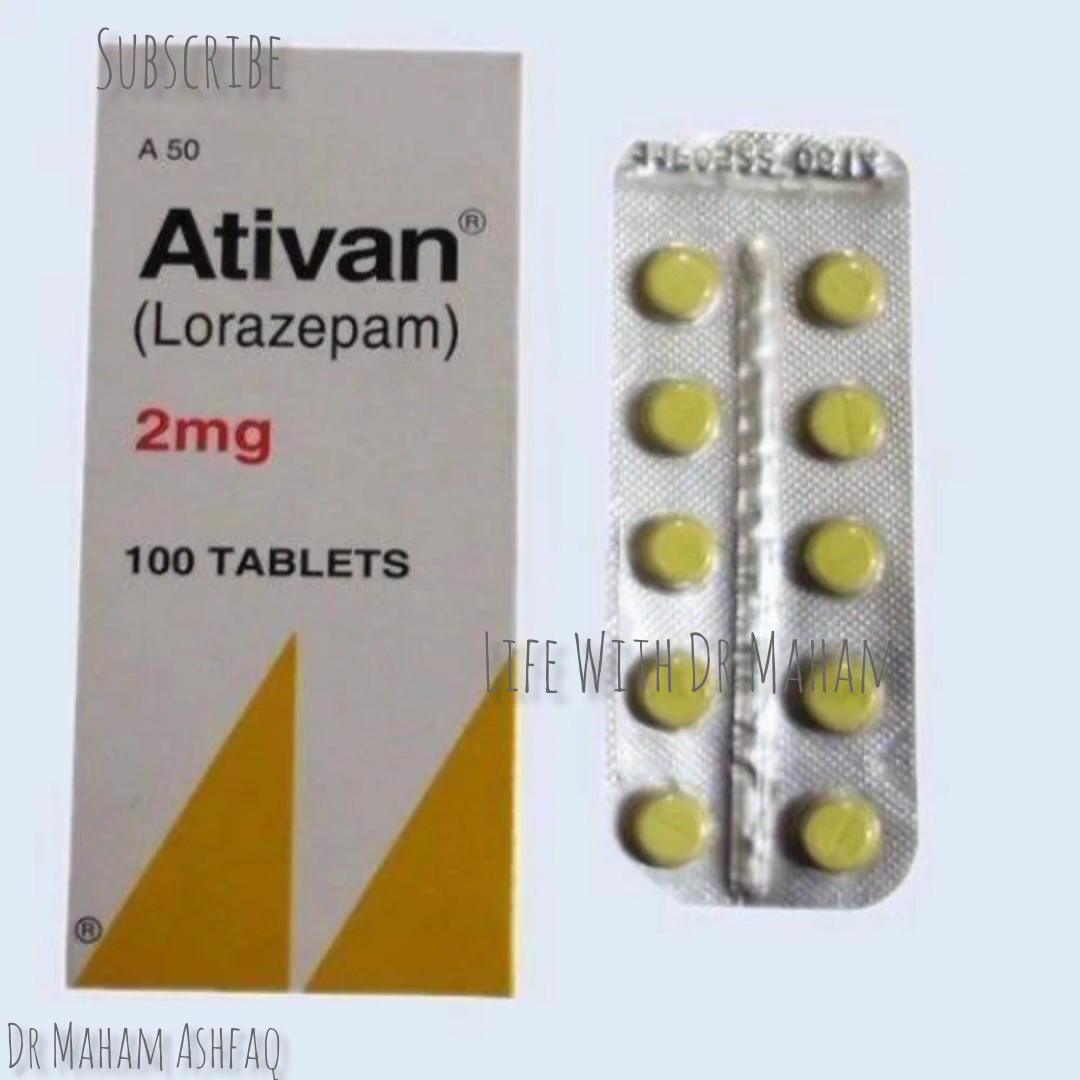 SUBSCRIBE
A 50
Ativan®
(Lorazepam)
2mg
100 TABLETS
LIFE WITH DR MAHAM
®
DR MAHAM ASHFAQ